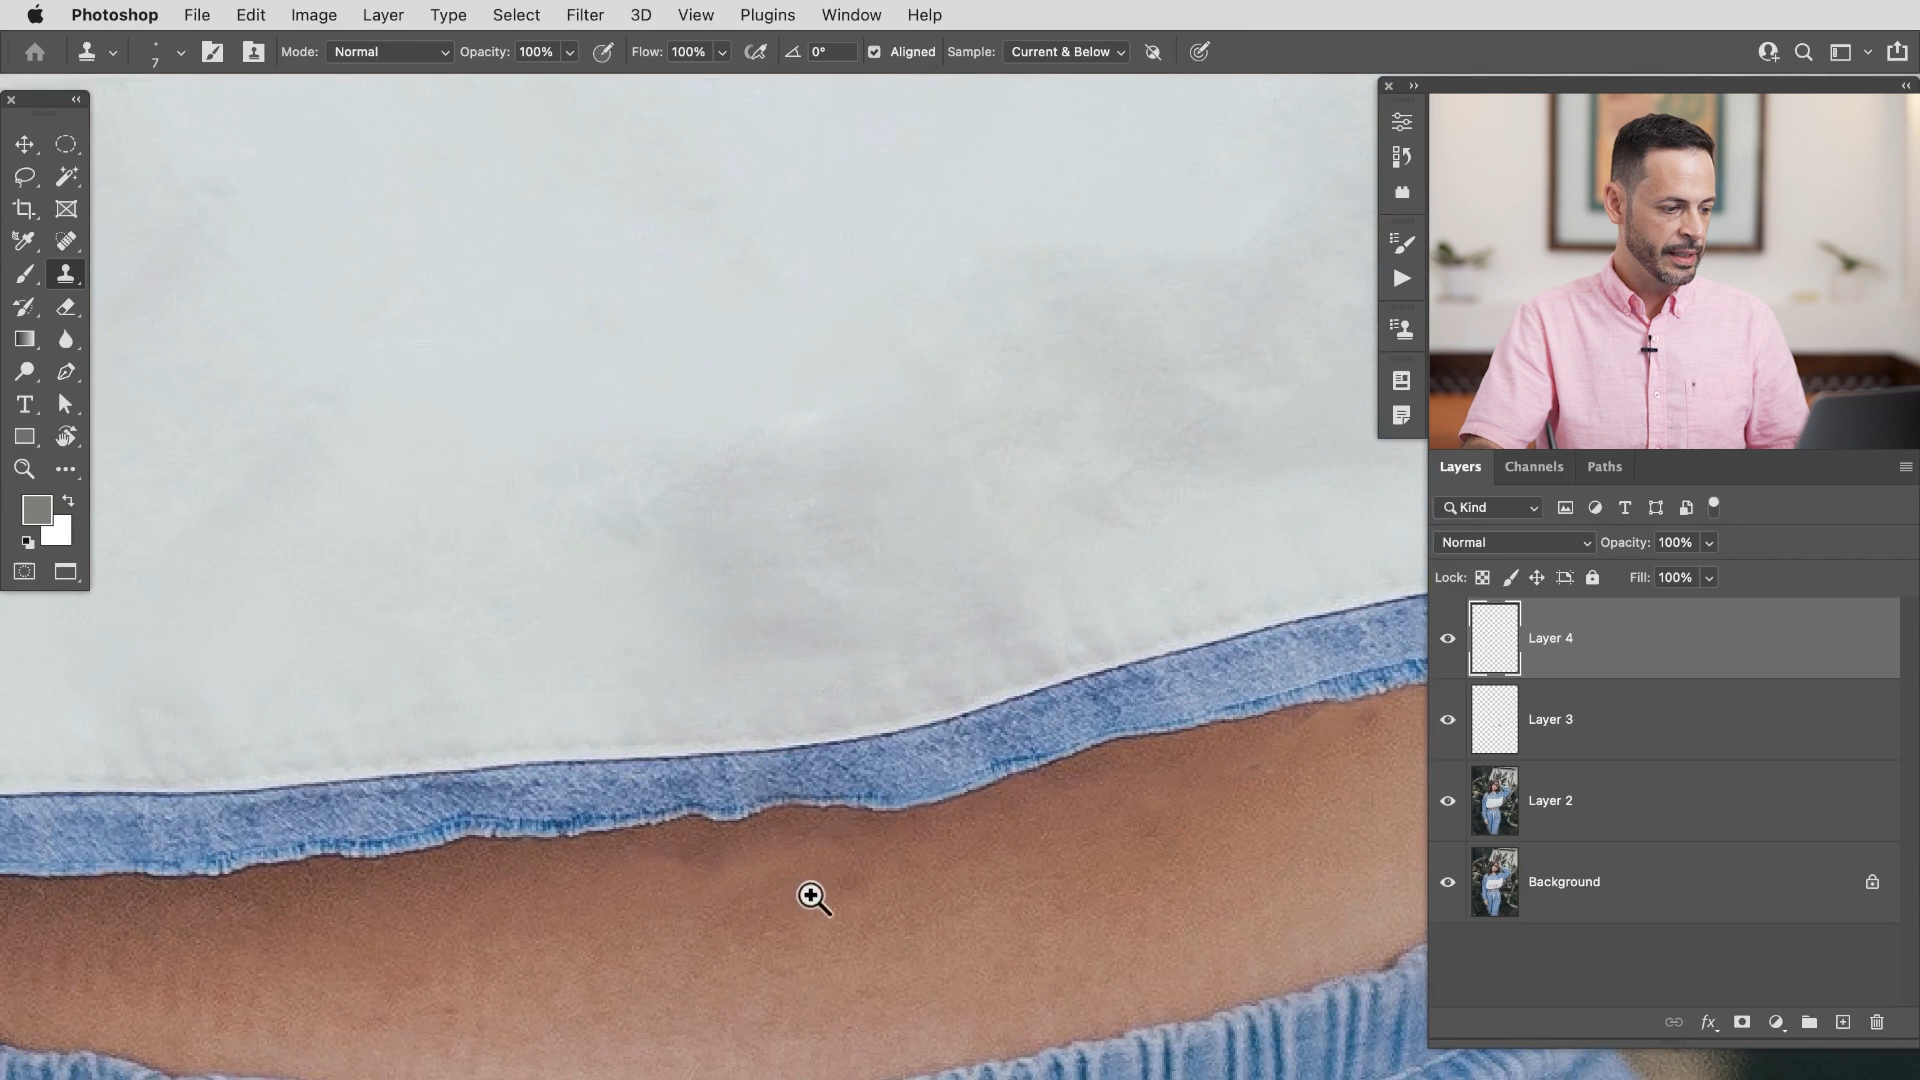 Photoshop File Edit Image Layer Type Select Filter 3D View Plugins Window Help
7 Mode: Normal Opacity: 100% Flow: 100% 0° Aligned Sample: Current & Below
Layers Channels Paths
Kind
Normal Opacity: 100%
Lock: Fill: 100%
Layer 4
Layer 3
Layer 2
Background
fx